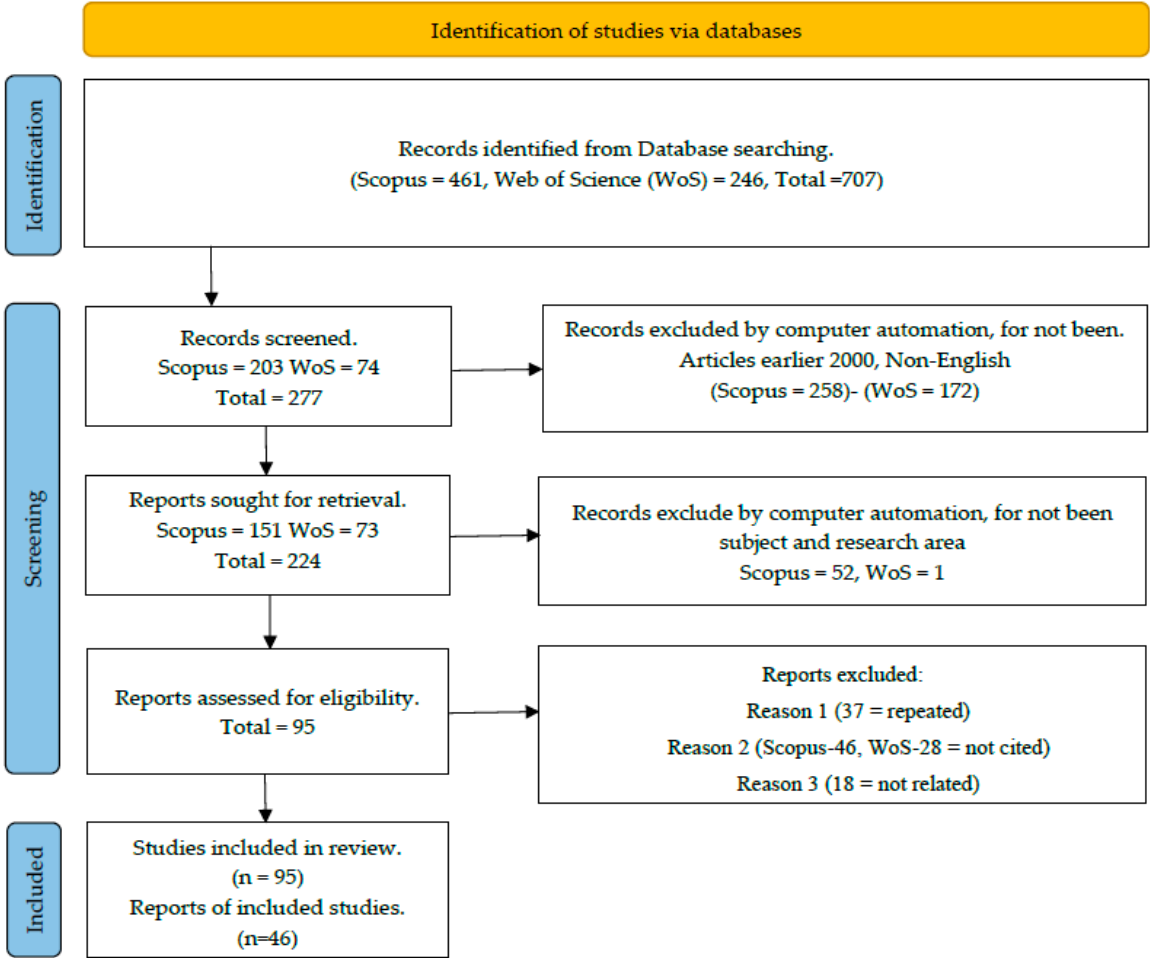 Identification of studies via databases
Identification
Records identified from Database searching.
(Scopus = 461, Web of Science (WoS) = 246, Total =707)
Screening
Records screened.
Scopus = 203 WoS = 74
Total = 277
Records excluded by computer automation, for not been.
Articles earlier 2000, Non-English
(Scopus = 258)- (WoS = 172)
Reports sought for retrieval.
Scopus = 151 WoS = 73
Total = 224
Records exclude by computer automation, for not been
subject and research area
Scopus = 52, WoS = 1
Reports assessed for eligibility.
Total = 95
Reports excluded:
Reason 1 (37 = repeated)
Reason 2 (Scopus-46, WoS-28 = not cited)
Reason 3 (18 = not related)
Included
Studies included in review.
(n = 95)
Reports of included studies.
(n=46)